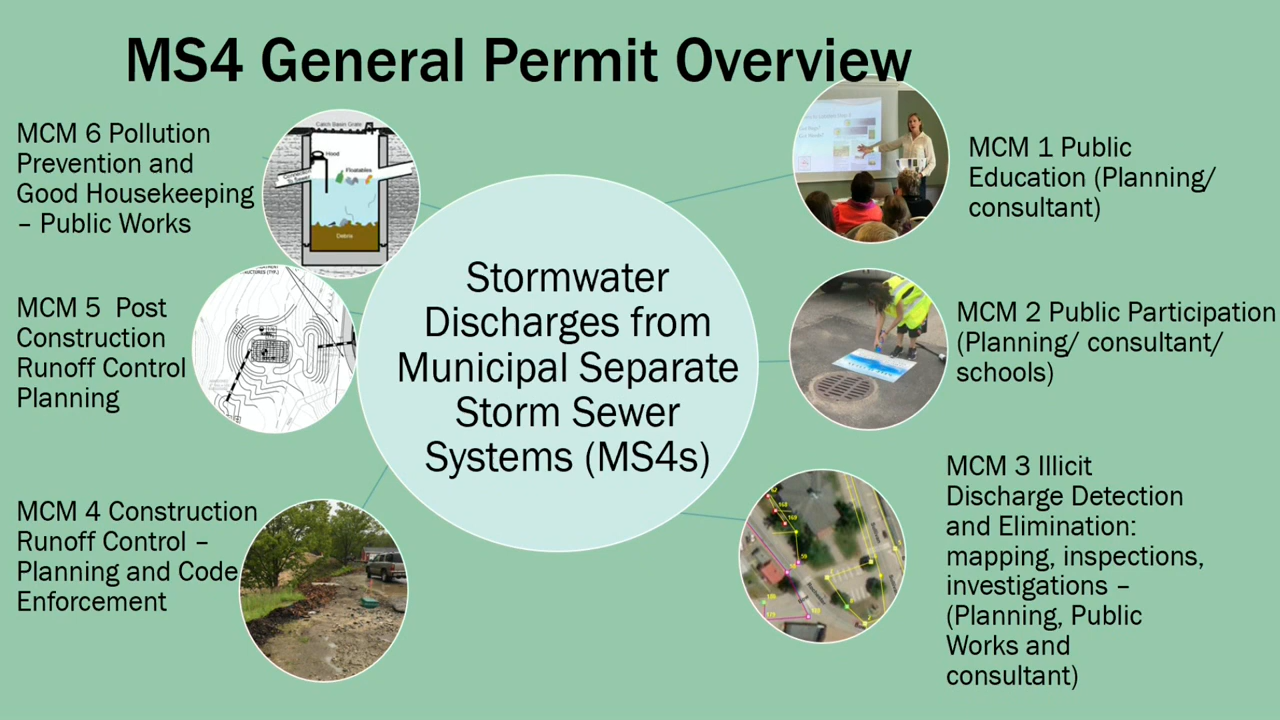 MS4 General Permit Overview
MCM 6 Pollution
Prevention and
Good Housekeeping
– Public Works
Catch Basin Grate
Hood
Floatables
Debris
MCM 5  Post
Construction
Runoff Control
Planning
MCM 4 Construction
Runoff Control –
Planning and Code
Enforcement
Stormwater
Discharges from
Municipal Separate
Storm Sewer
Systems (MS4s)
MCM 1 Public
Education (Planning/
consultant)
MCM 2 Public Participation
(Planning/ consultant/
schools)
MCM 3 Illicit
Discharge Detection
and Elimination:
mapping, inspections,
investigations –
(Planning, Public
Works and
consultant)